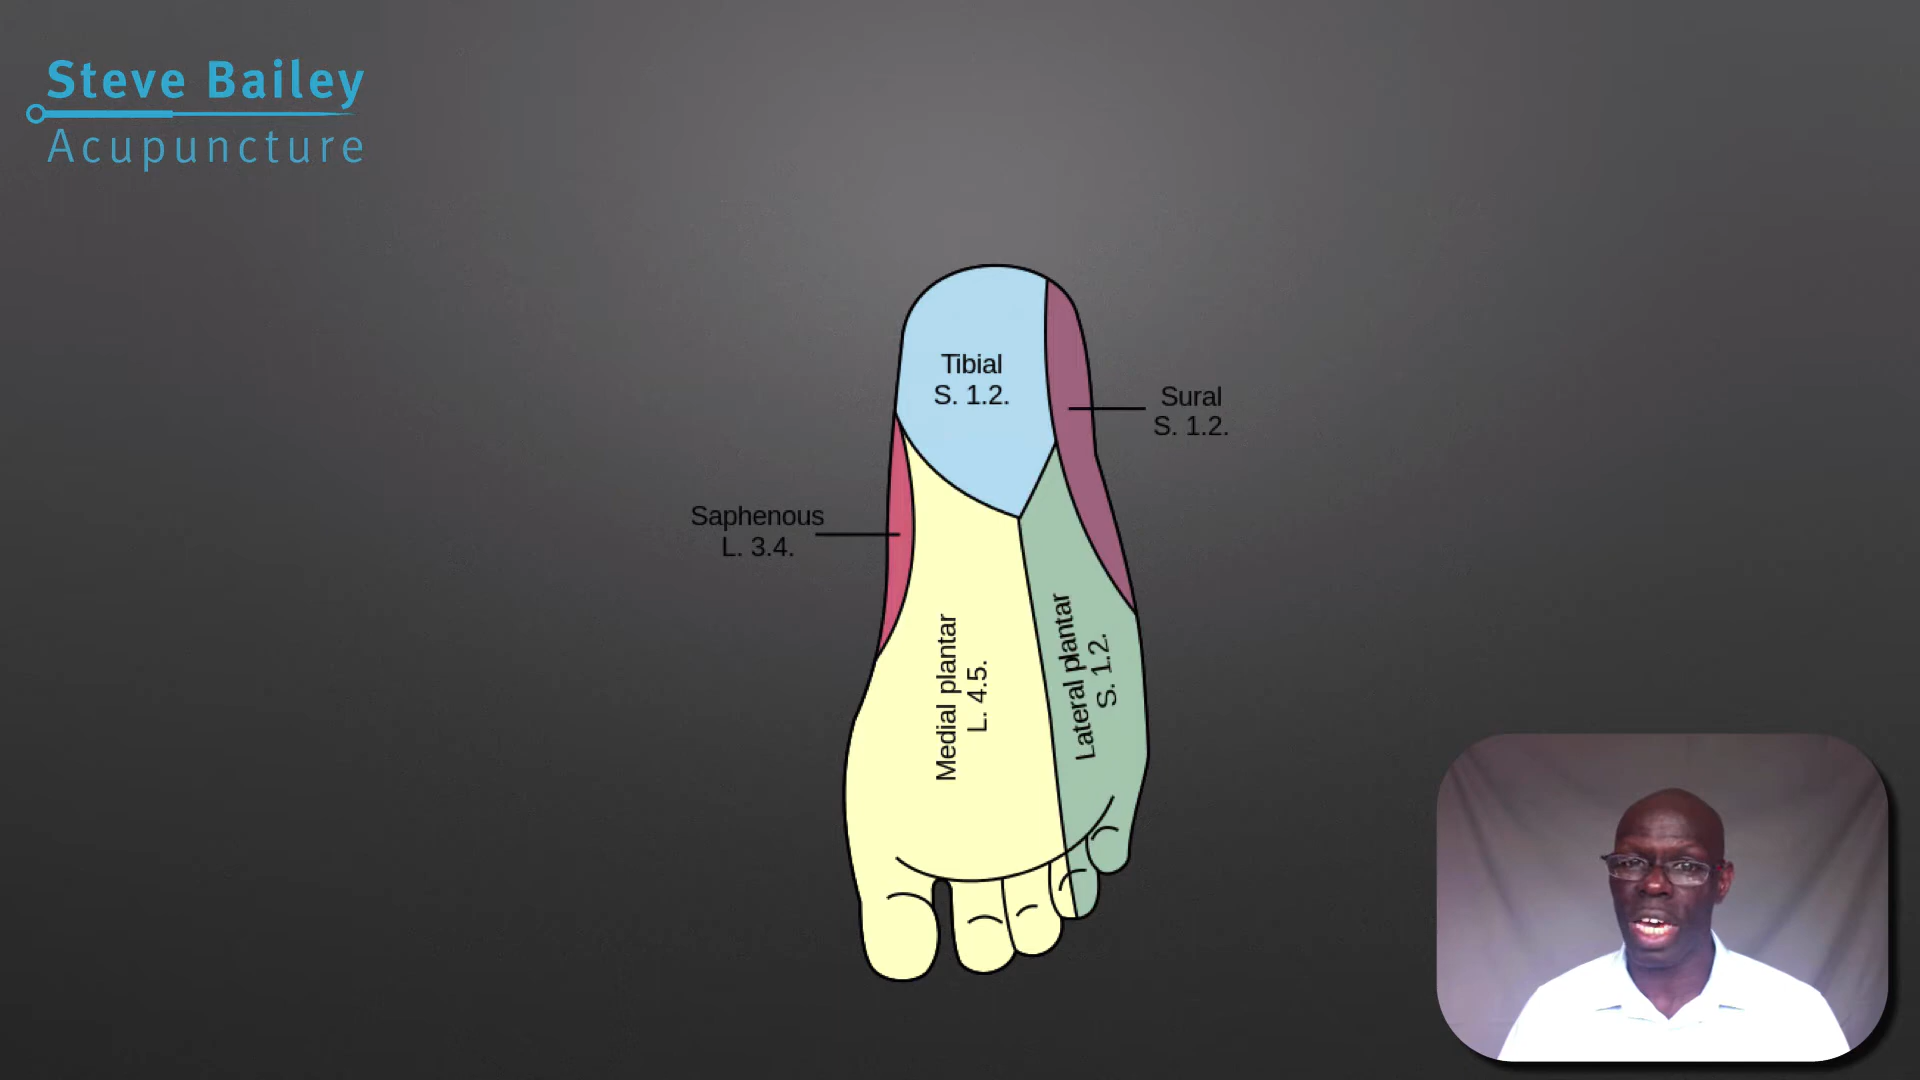 Steve Bailey
Acupuncture
Tibial
S. 1.2.
Sural
S. 1.2.
Saphenous
L. 3.4.
Medial plantar
L. 4.5.
Lateral plantar
S. 1.2.